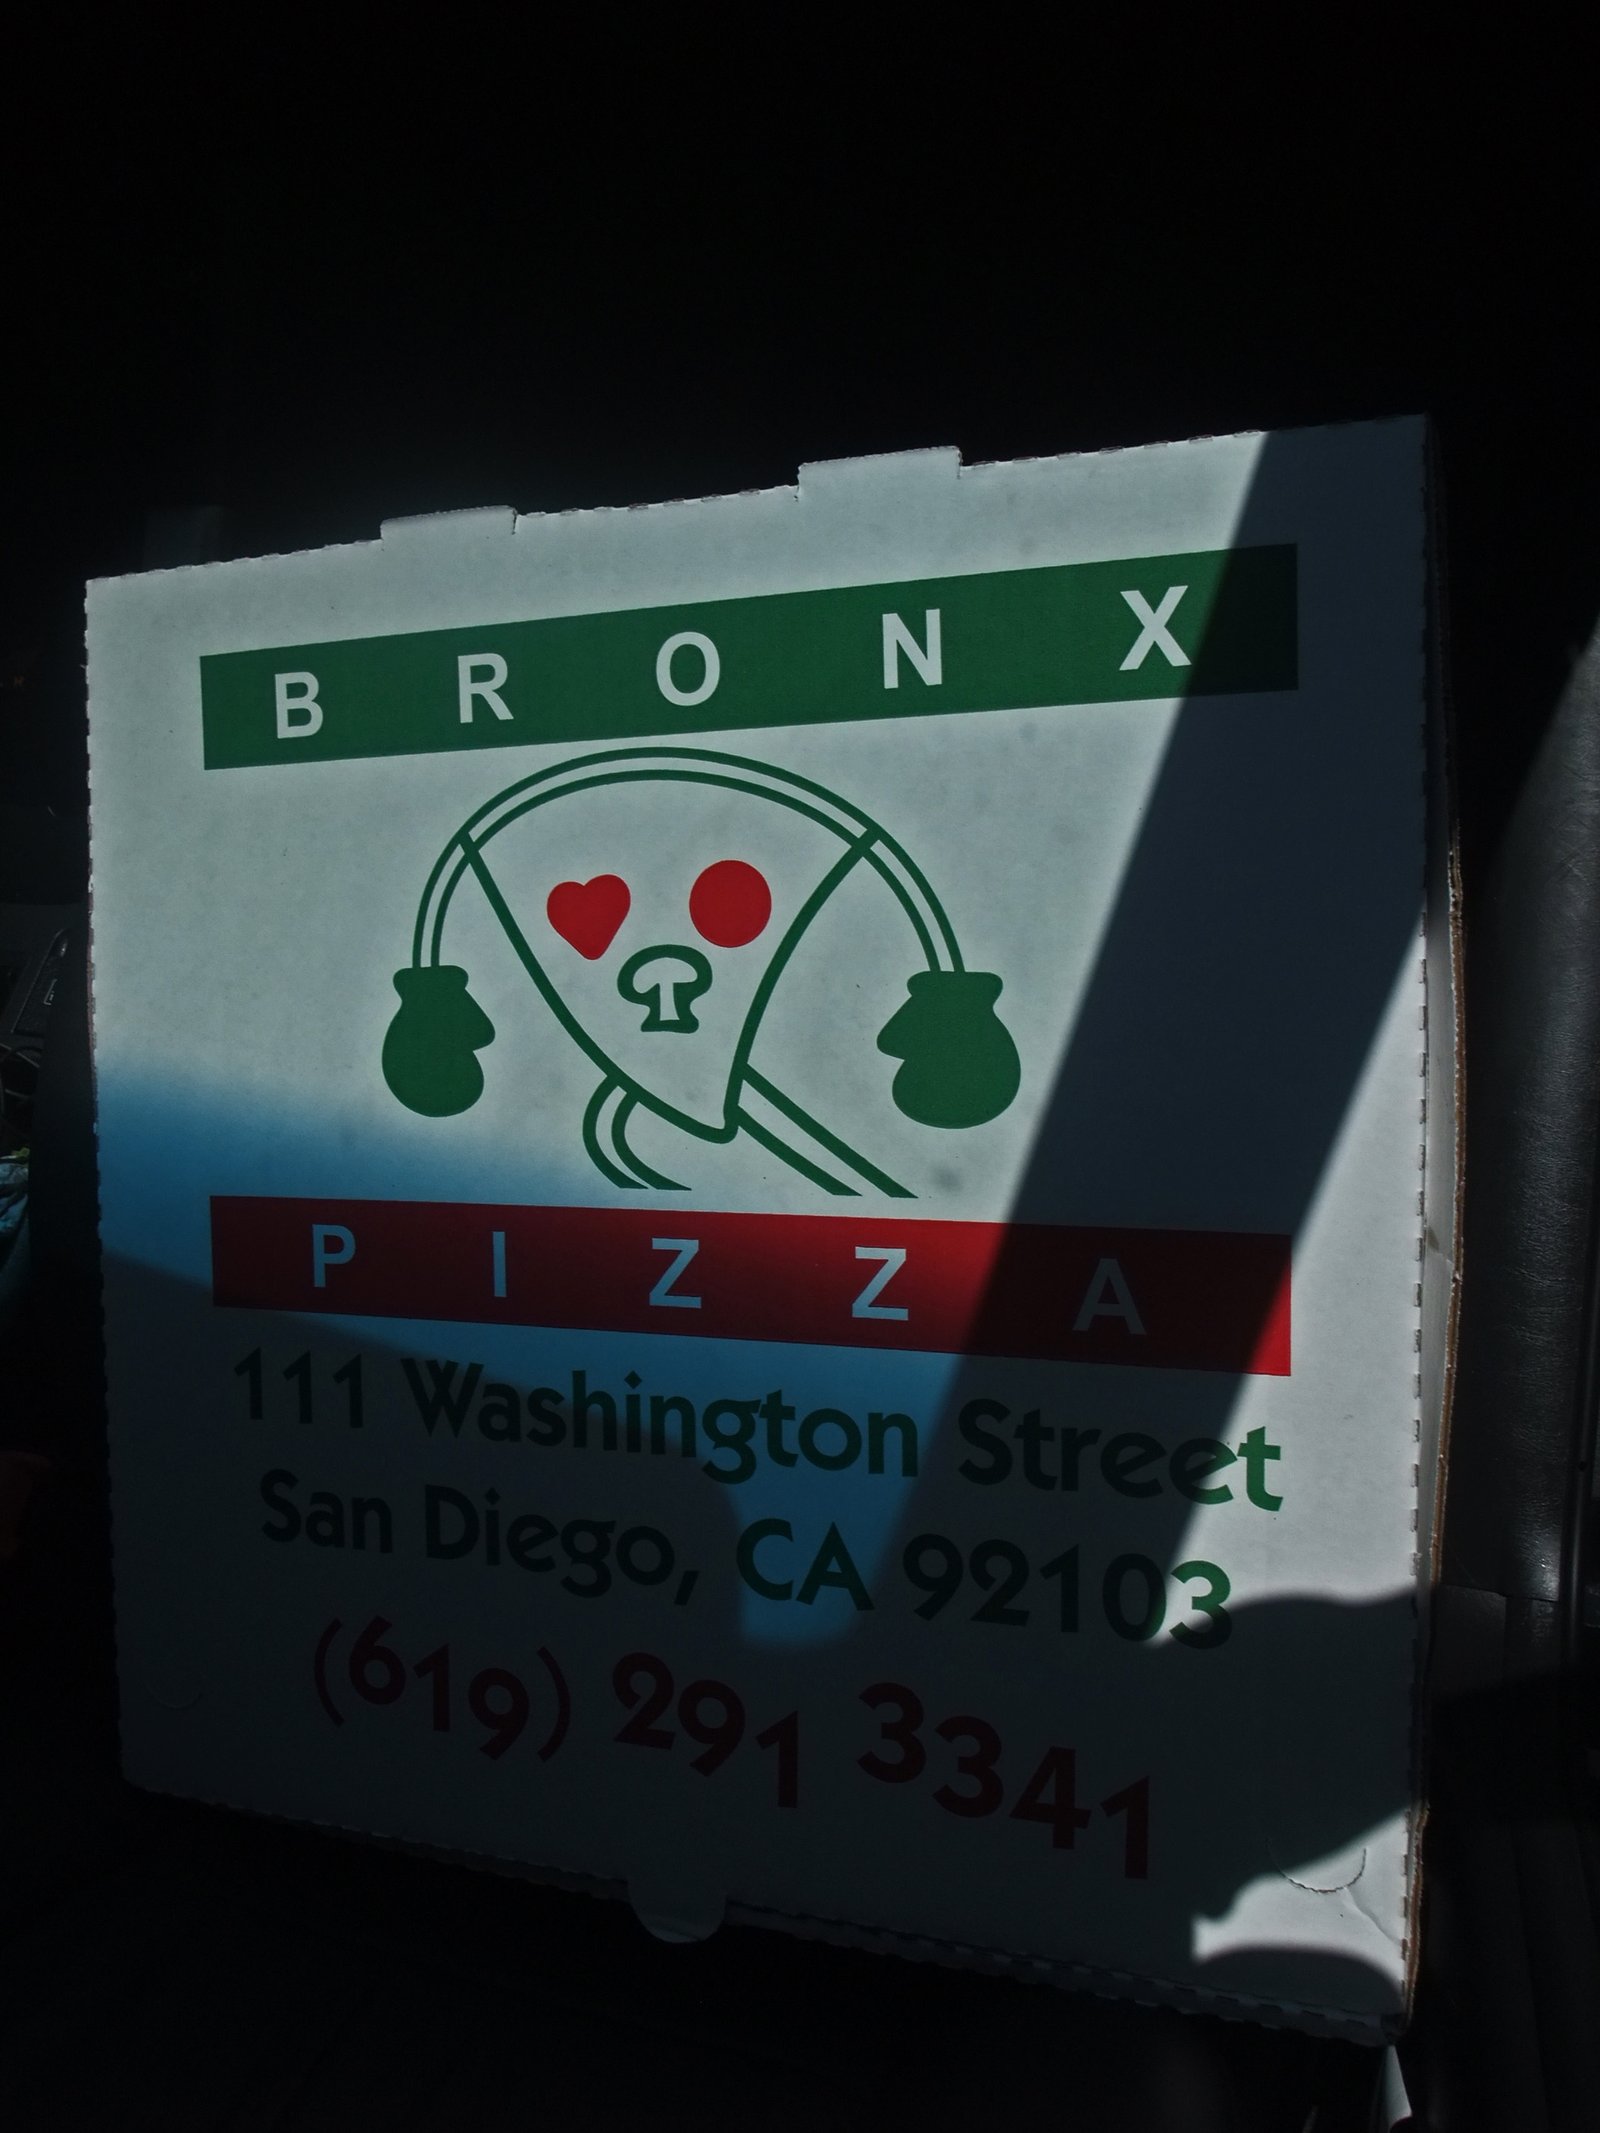 BRONX
PIZZA
111 Washington Street
San Diego, CA 92103
(619) 291 3341